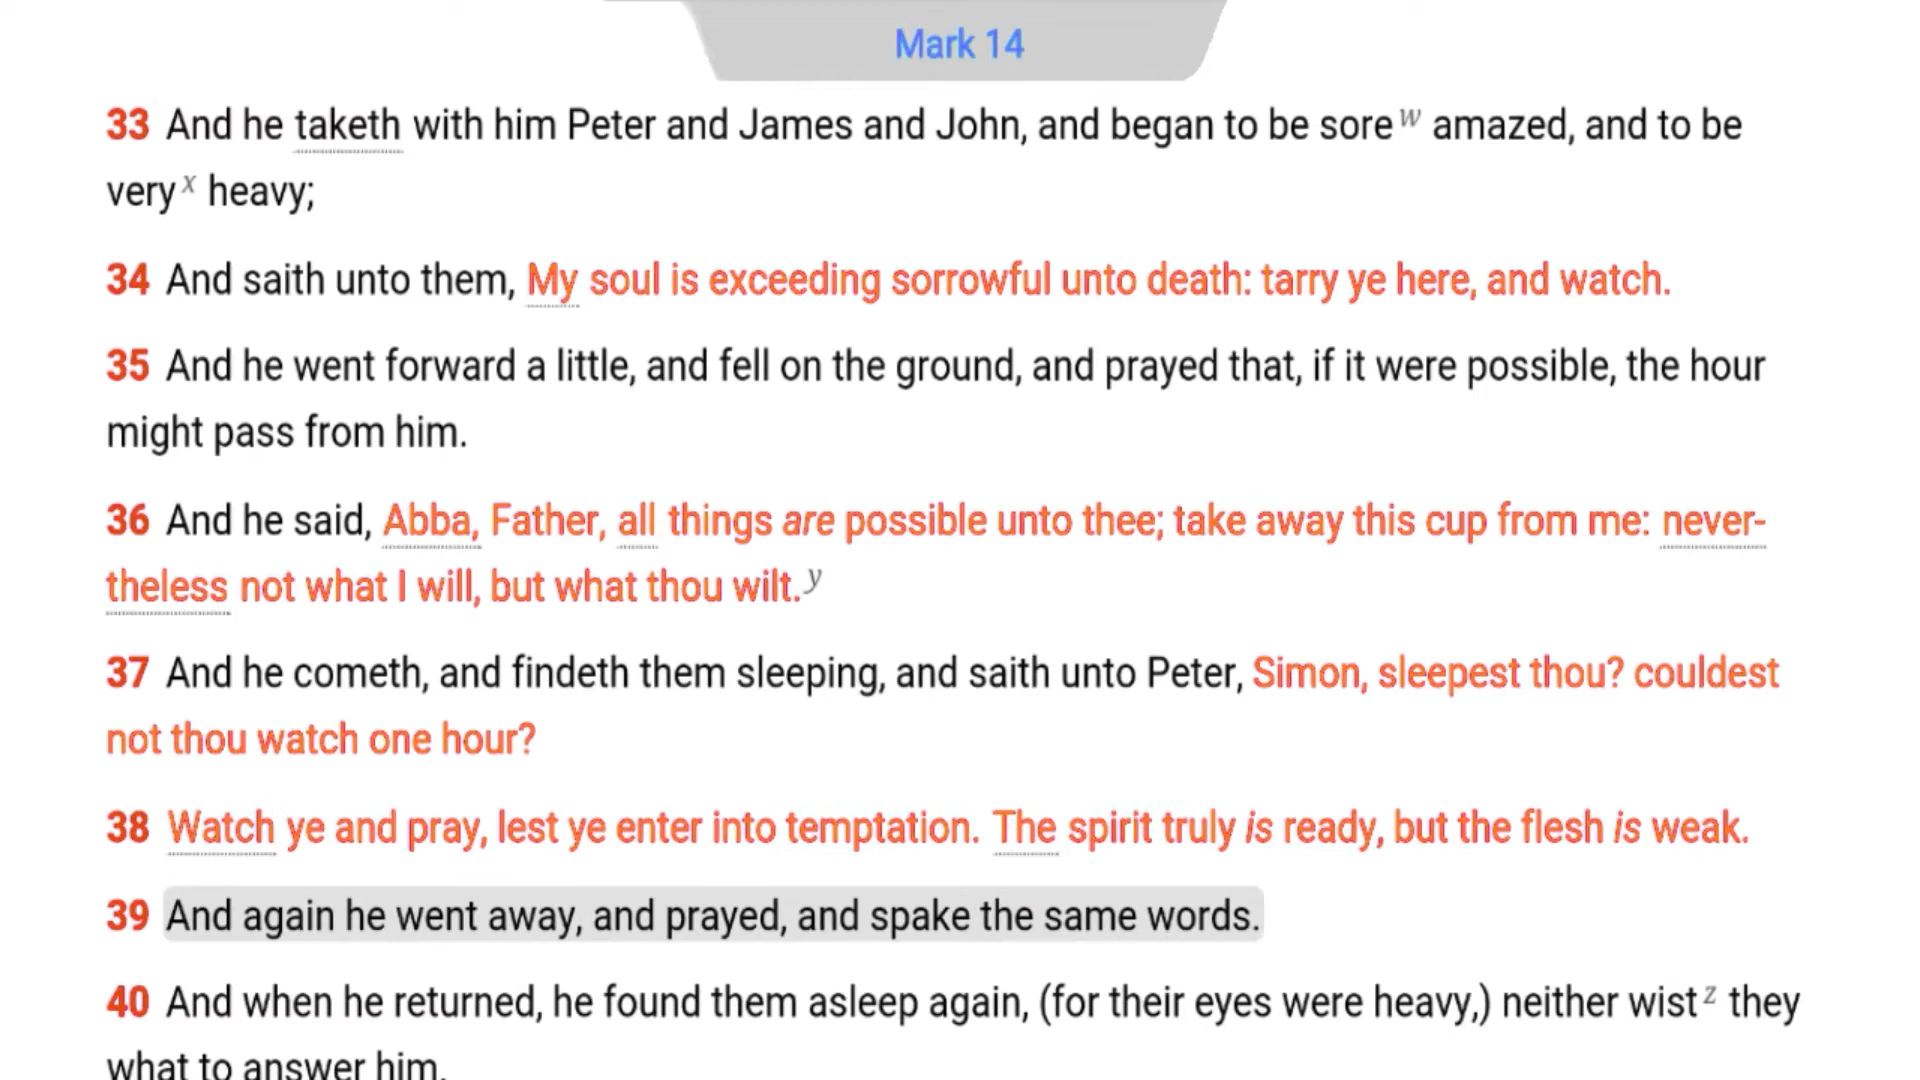 Mark 14
33 And he taketh with him Peter and James and John, and began to be sore w amazed, and to be
very x heavy;
34 And saith unto them, My soul is exceeding sorrowful unto death: tarry ye here, and watch.
35 And he went forward a little, and fell on the ground, and prayed that, if it were possible, the hour
might pass from him.
36 And he said, Abba, Father, all things are possible unto thee; take away this cup from me: never-
theless not what I will, but what thou wilt. y
37 And he cometh, and findeth them sleeping, and saith unto Peter, Simon, sleepest thou? couldest
not thou watch one hour?
38 Watch ye and pray, lest ye enter into temptation. The spirit truly is ready, but the flesh is weak.
39 And again he went away, and prayed, and spake the same words.
40 And when he returned, he found them asleep again, (for their eyes were heavy,) neither wist z they
what to answer him.